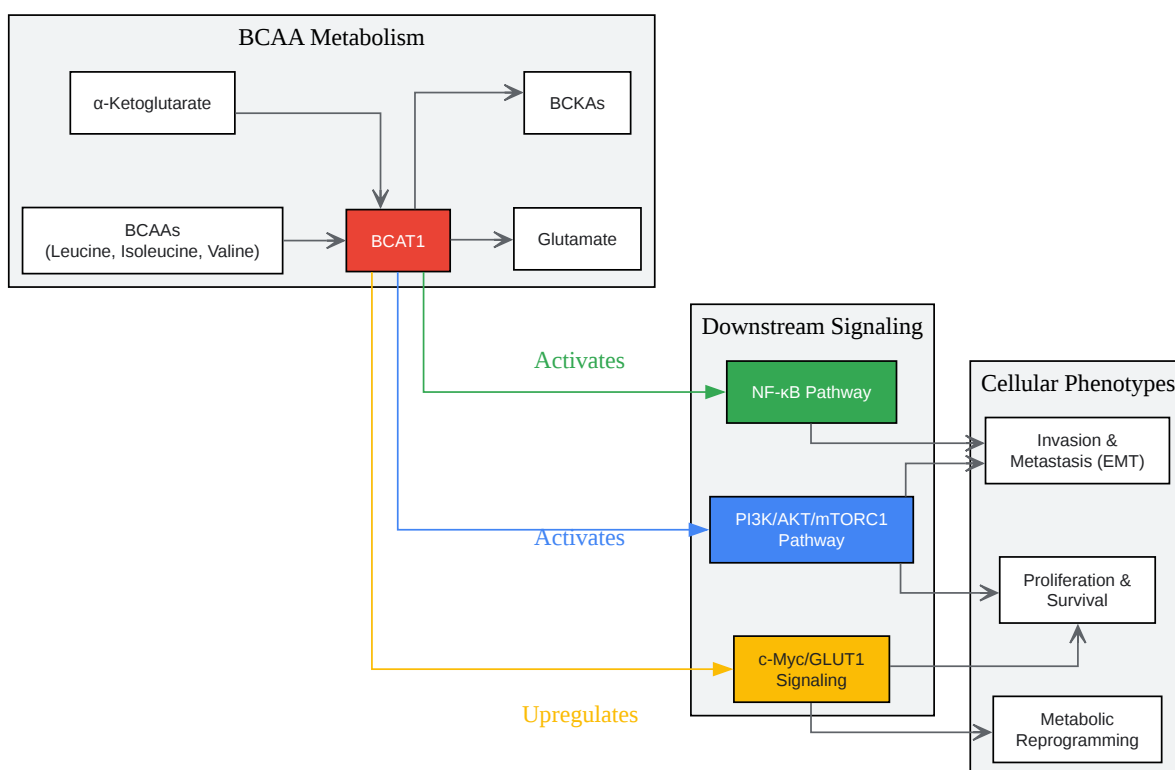 BCAA Metabolism
α-Ketoglutarate
BCKAs
BCAAs
(Leucine, Isoleucine, Valine)
BCAT1
Glutamate
Downstream Signaling
Activates
NF-κB Pathway
Cellular Phenotypes
Invasion &
Metastasis (EMT)
PI3K/AKT/mTORC1
Pathway
Activates
Proliferation &
Survival
c-Myc/GLUT1
Signaling
Upregulates
Metabolic
Reprogramming